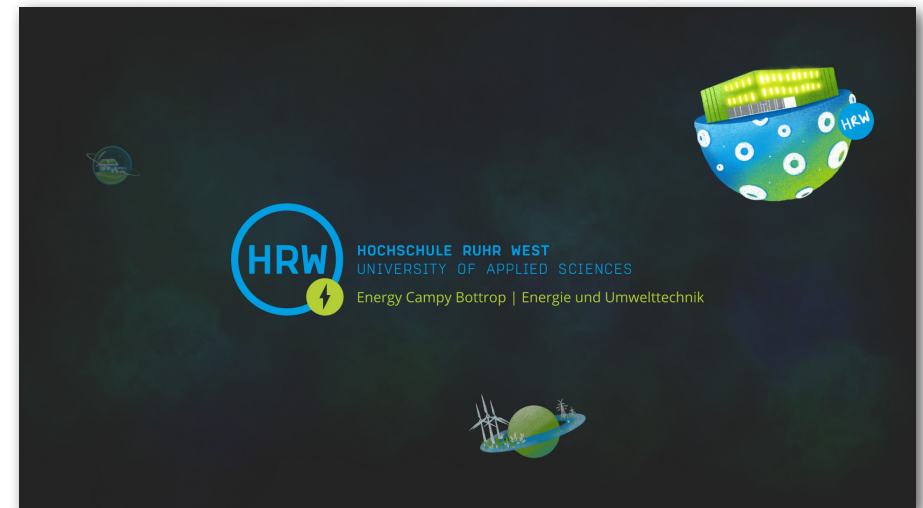 HRW
HRW
HOCHSCHULE RUHR WEST
UNIVERSITY OF APPLIED SCIENCES
Energy Campy Bottrop | Energie und Umwelttechnik